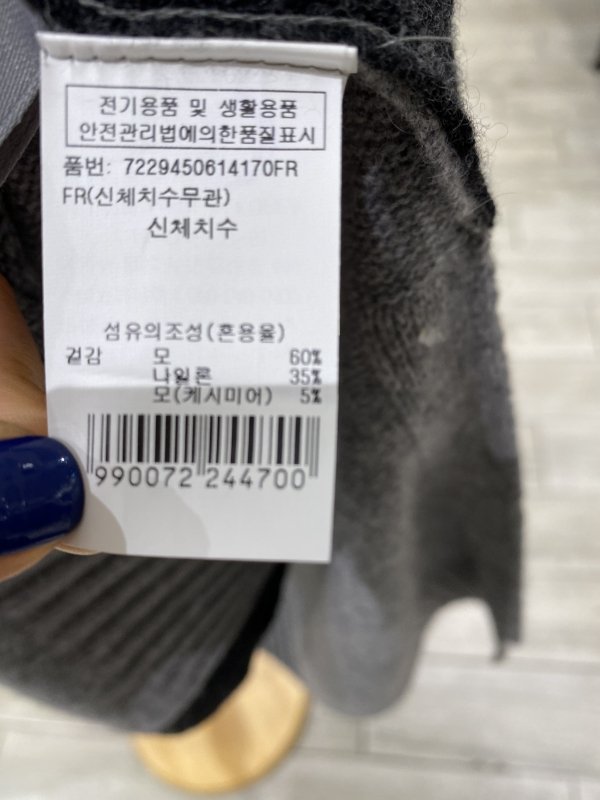 전기용품 및 생활용품
안전관리법에의한품질표시
품번: 7229450614170FR
FR(신체치수무관)
신체치수
섬유의조성(혼용율)
겉감 모 60%
나일론 35%
모(케시미어) 5%
990072 244700